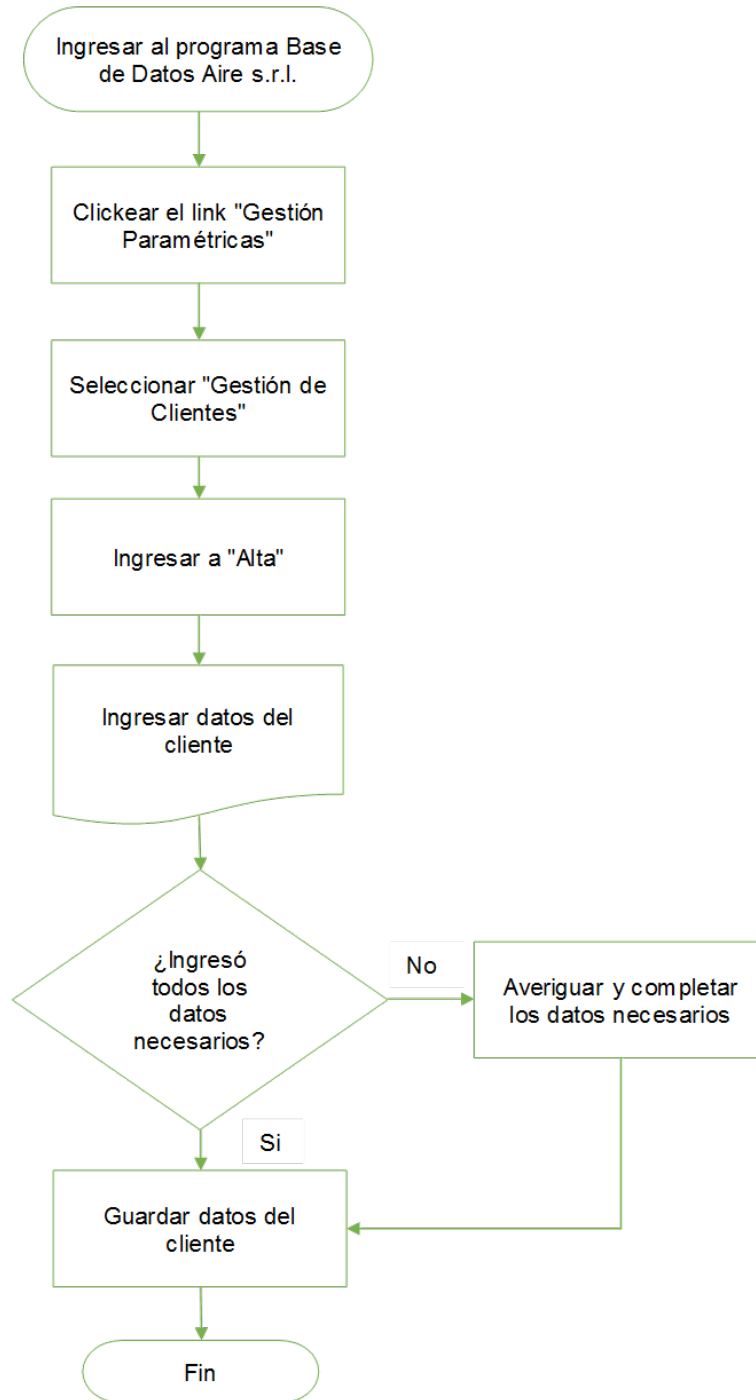 Ingresar al programa Base
de Datos Aire s.r.l.
Clickear el link "Gestión
Paramétricas"
Seleccionar "Gestión de
Clientes"
Ingresar a "Alta"
Ingresar datos del
cliente
¿Ingresó
todos los
datos
necesarios?
No
Averiguar y completar
los datos necesarios
Si
Guardar datos del
cliente
Fin